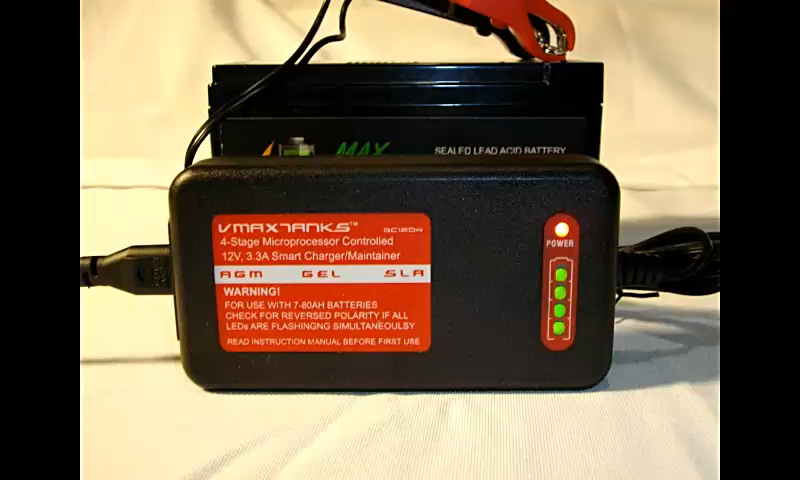 MAX
SEALED LEAD ACID BATTERY
VMAXTANKS™
4-Stage Microprocessor Controlled
12V, 3.3A Smart Charger/Maintainer
AGM GEL SLA
WARNING!
FOR USE WITH 7-80AH BATTERIES
CHECK FOR REVERSED POLARITY IF ALL
LEDs ARE FLASHINGNG SIMULTANEOULSY
READ INSTRUCTION MANUAL BEFORE FIRST USE
POWER